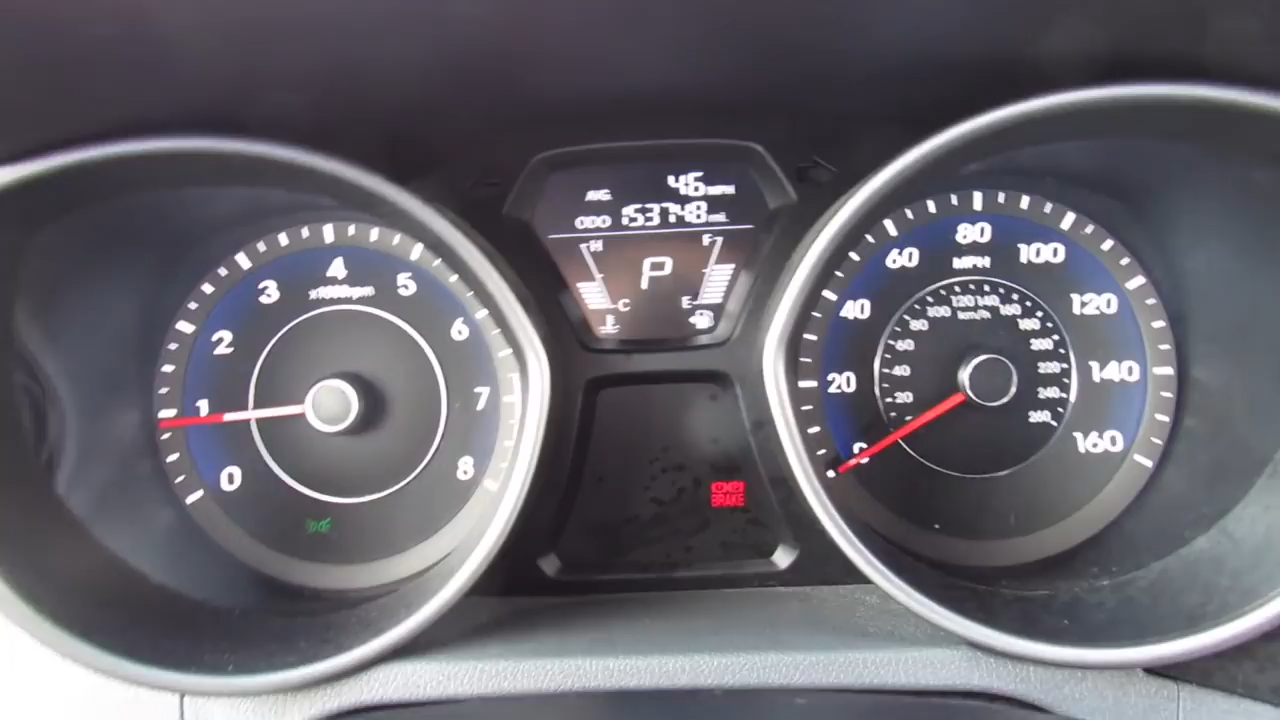 46 MPH
AVG.
ODO 153748 mi
H F
P
C E
0 1 2 3 4 5 6 7 8
x1000rpm
BRAKE
0 20 40 60 80 100 120 140 160
MPH
20 40 60 80 100 120 140 160 180 200 220 240 260
km/h